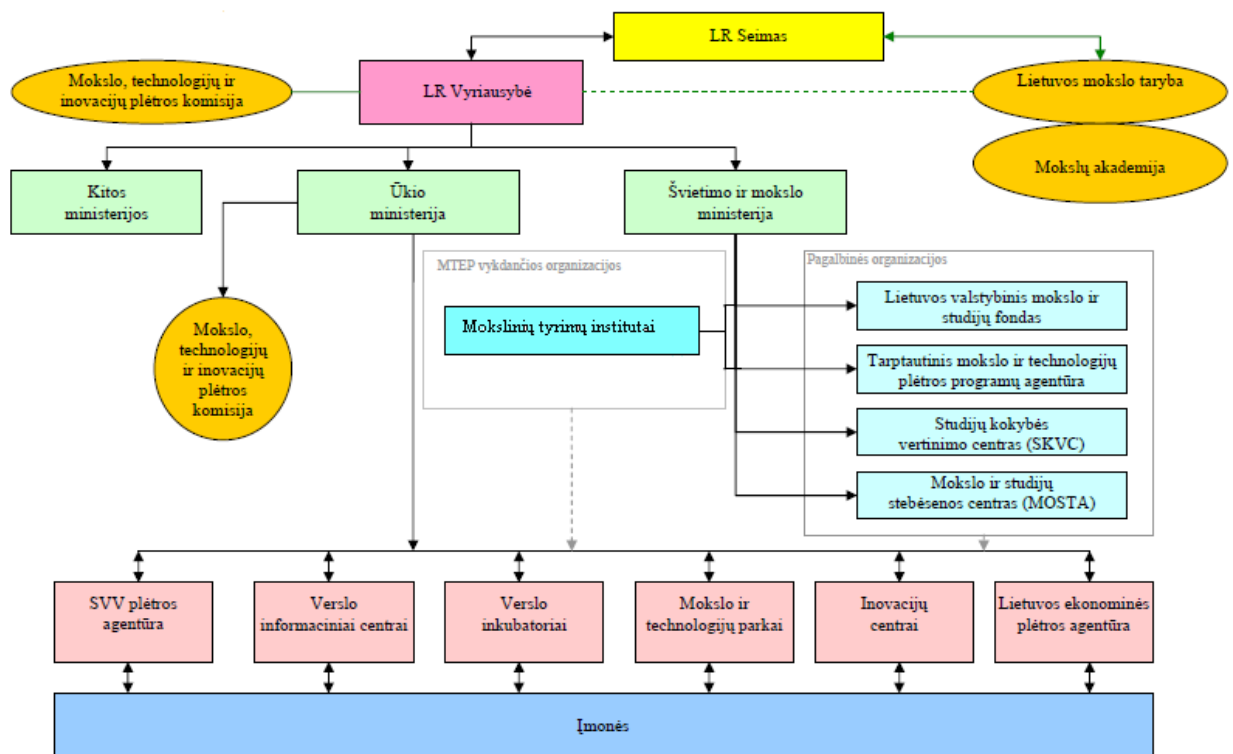 LR Seimas
Mokslo, technologijų ir
inovacijų plėtros komisija
LR Vyriausybė
Lietuvos mokslo taryba
Mokslų akademija
Kitos
ministerijos
Ūkio
ministerija
Švietimo ir mokslo
ministerija
MTEP vykdančios organizacijos
Pagalbinės organizacijos
Mokslinių tyrimų institutai
Lietuvos valstybinis mokslo ir
studijų fondas
Mokslo,
technologijų
ir inovacijų
plėtros
komisija
Tarptautinis mokslo ir technologijų
plėtros programų agentūra
Studijų kokybės
vertinimo centras (SKVC)
Mokslo ir studijų
stebėsenos centras (MOSTA)
SVV plėtros
agentūra
Verslo
informaciniai centrai
Verslo
inkubatoriai
Mokslo ir
technologijų parkai
Inovacijų
centrai
Lietuvos ekonominės
plėtros agentūra
Įmonės